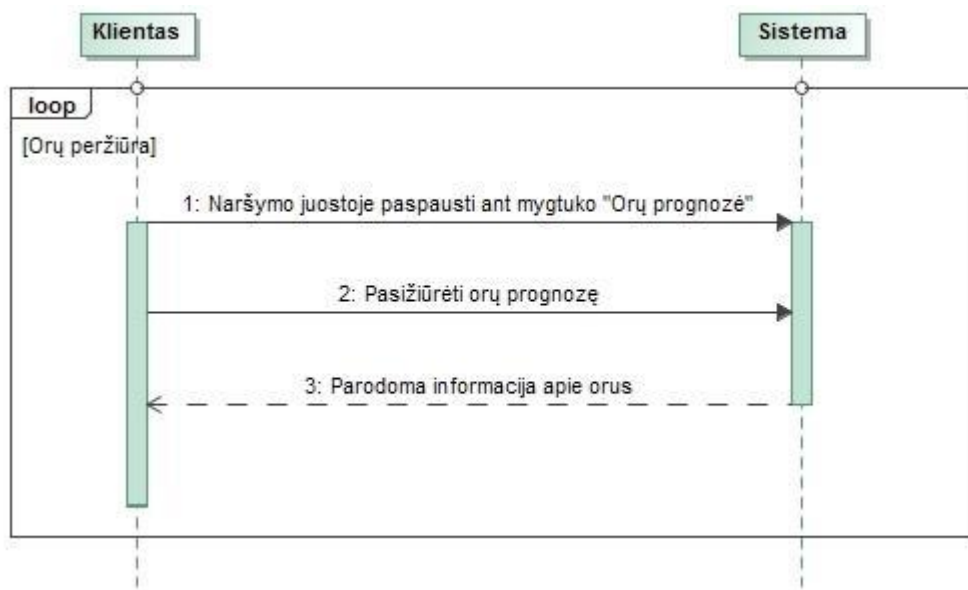 Klientas
Sistema
loop
[Orų peržiūra]
1: Naršymo juostoje paspausti ant mygtuko "Orų prognozė"
2: Pasižiūrėti orų prognozę
3: Parodoma informacija apie orus